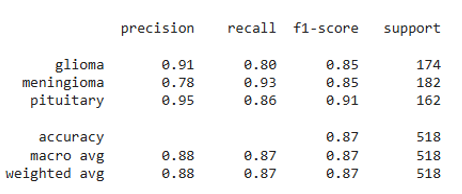 precision recall f1-score support
glioma 0.91 0.80 0.85 174
meningioma 0.78 0.93 0.85 182
pituitary 0.95 0.86 0.91 162
accuracy 0.87 518
macro avg 0.88 0.87 0.87 518
weighted avg 0.88 0.87 0.87 518